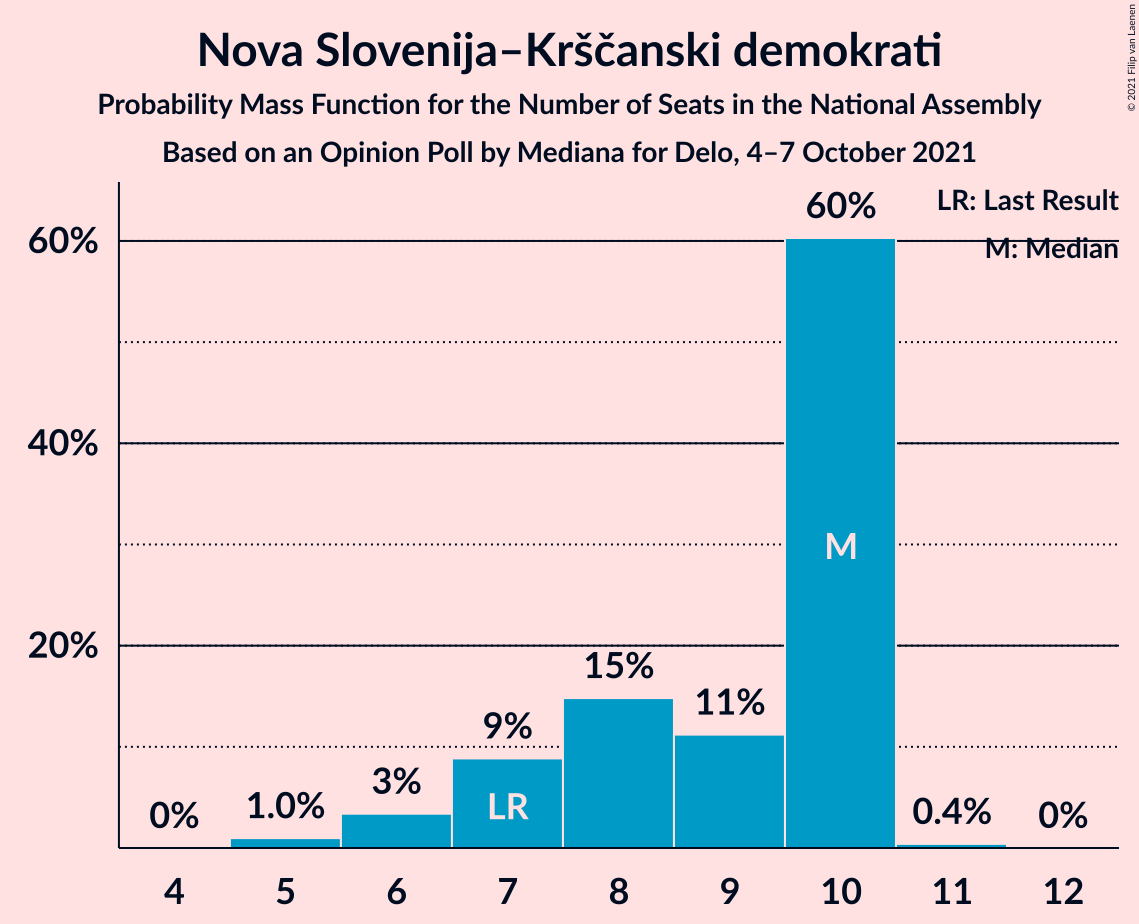 Nova Slovenija–Krščanski demokrati
Probability Mass Function for the Number of Seats in the National Assembly
Based on an Opinion Poll by Mediana for Delo, 4–7 October 2021
© 2021 Filip van Laenen
LR: Last Result
M: Median
60%
40%
20%
0%
1.0%
3%
9%
15%
11%
60%
0.4%
0%
LR
M
4 5 6 7 8 9 10 11 12